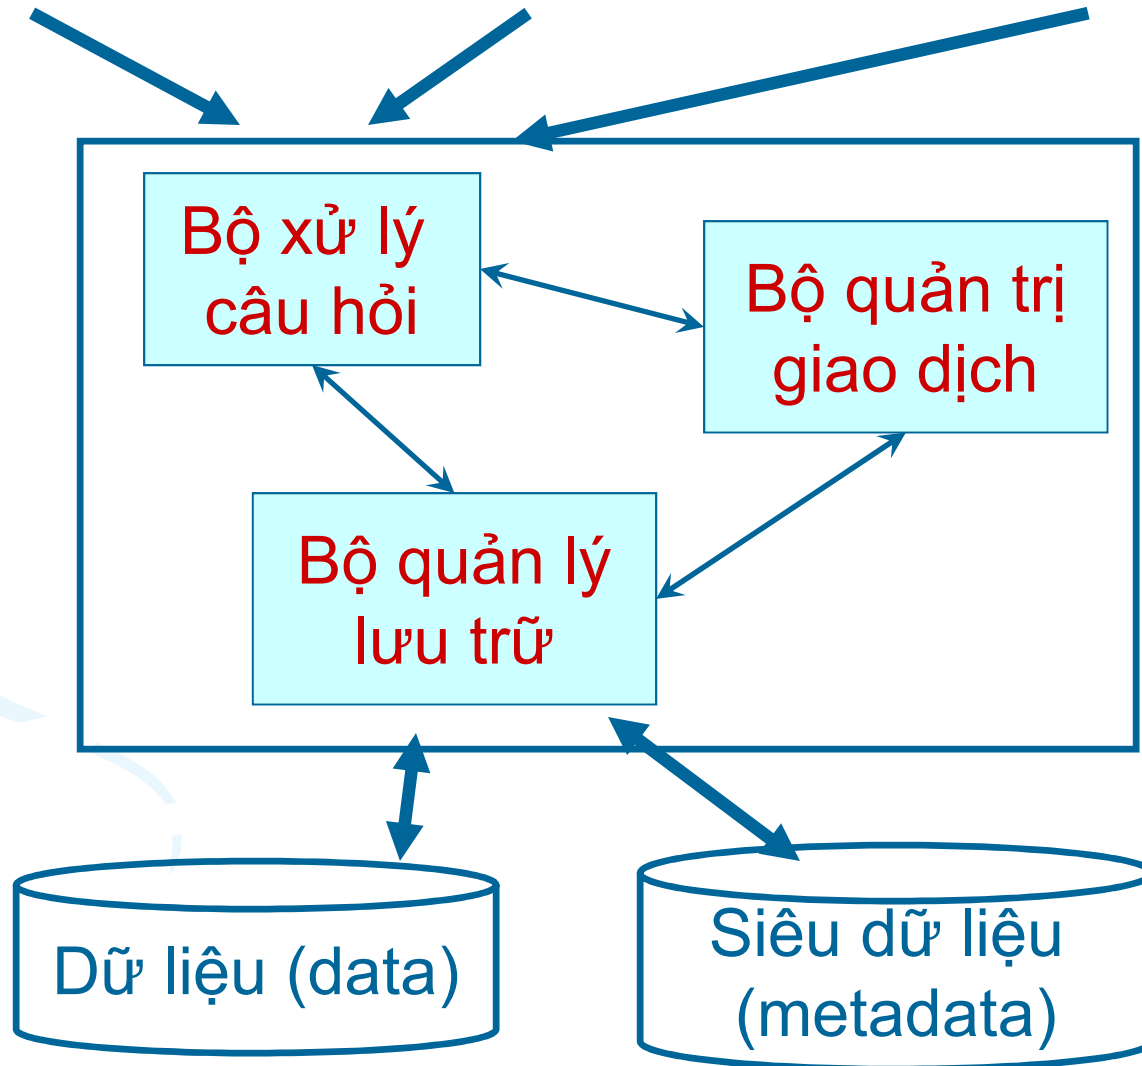 Bộ xử lý
câu hỏi
Bộ quản trị
giao dịch
Bộ quản lý
lưu trữ
Dữ liệu (data)
Siêu dữ liệu
(metadata)